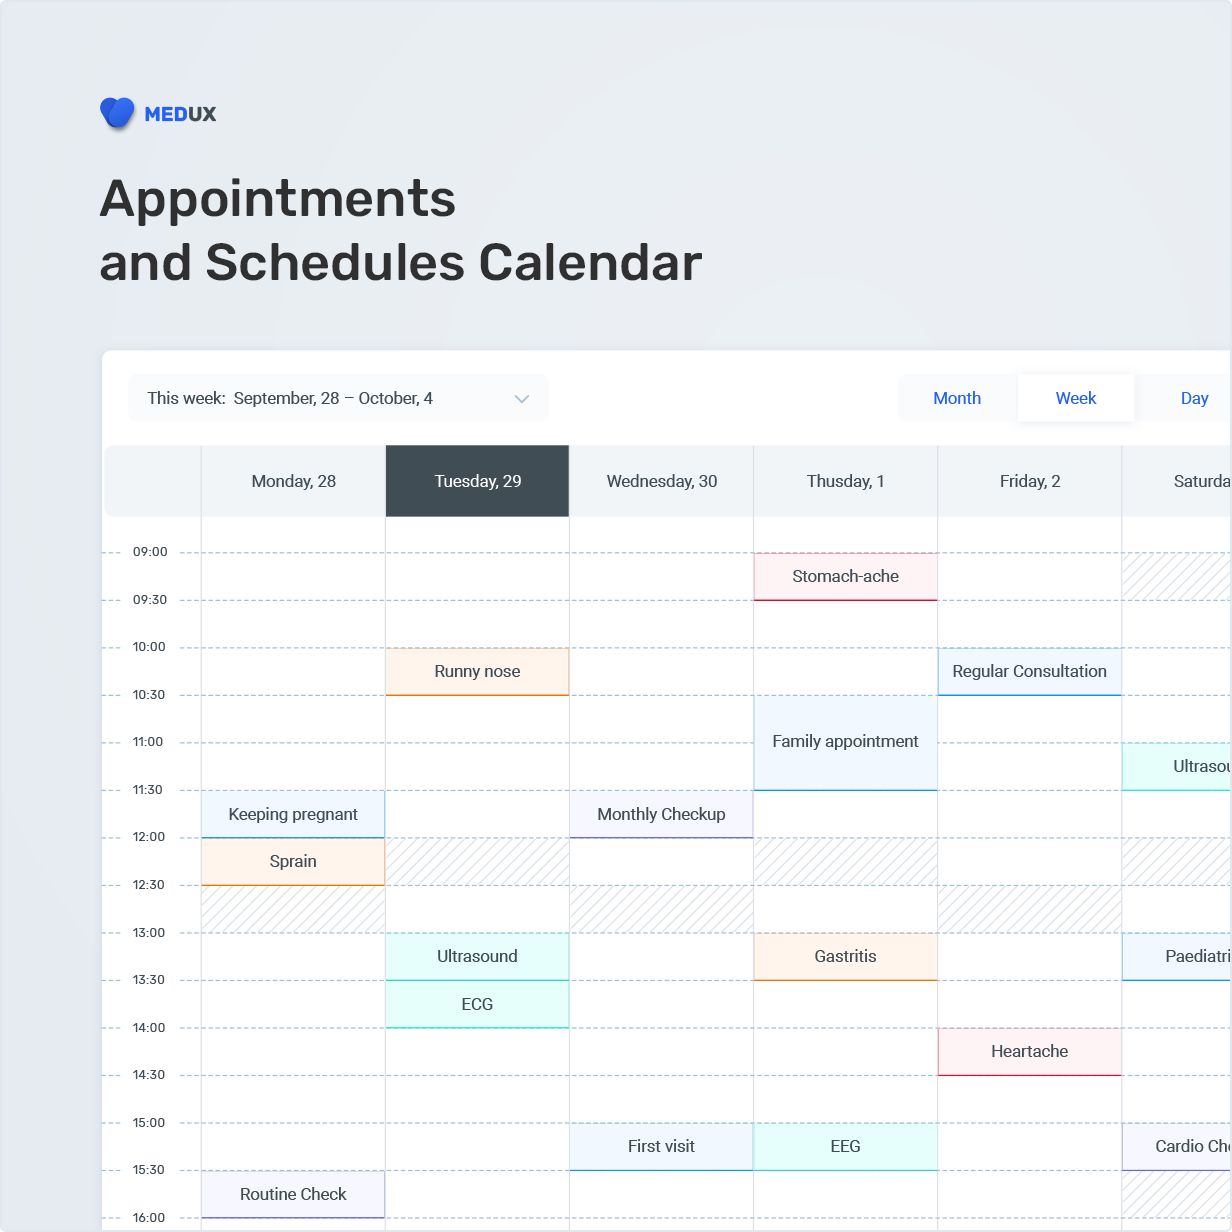 MEDUX
Appointments
and Schedules Calendar
This week: September, 28 – October, 4
Month Week Day
Monday, 28 Tuesday, 29 Wednesday, 30 Thusday, 1 Friday, 2 Saturda
09:00
Stomach-ache
09:30
10:00
Runny nose Regular Consultation
10:30
11:00 Family appointment
Ultrasou
11:30
Keeping pregnant Monthly Checkup
12:00
Sprain
12:30
13:00
Ultrasound Gastritis Paediatri
13:30
ECG
14:00
Heartache
14:30
15:00
First visit EEG Cardio Che
15:30
Routine Check
16:00